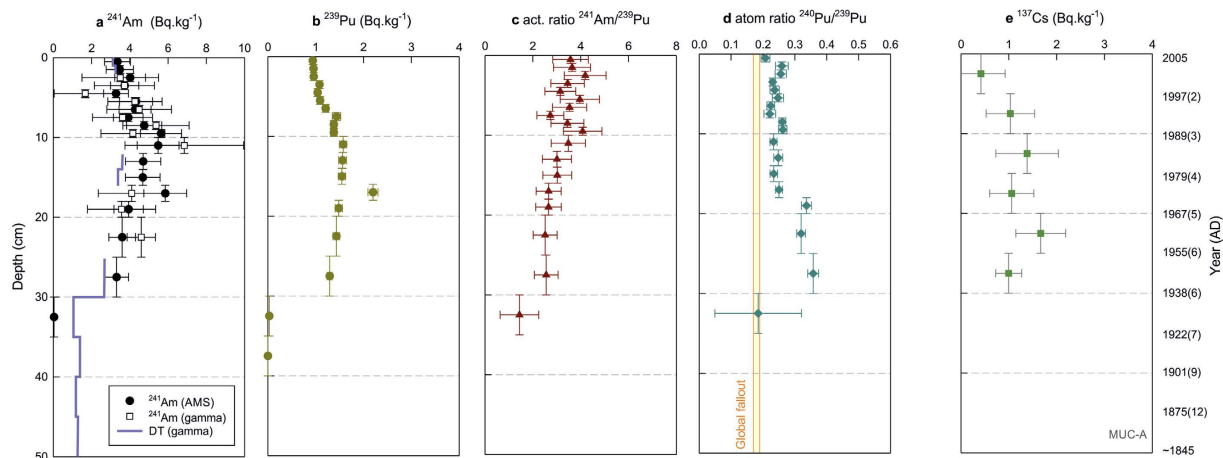 a ²⁴¹Am (Bq.kg⁻¹)
b ²³⁹Pu (Bq.kg⁻¹)
c act. ratio ²⁴¹Am/²³⁹Pu
d atom ratio ²⁴⁰Pu/²³⁹Pu
e ¹³⁷Cs (Bq.kg⁻¹)
0 2 4 6 8 10
0 1 2 3 4
0 2 4 6 8
0.0 0.1 0.2 0.3 0.4 0.5 0.6
0 1 2 3 4
Depth (cm)
0
10
20
30
40
50
²⁴¹Am (AMS)
²⁴¹Am (gamma)
DT (gamma)
Global fallout
MUC-A
2005
1997(2)
1989(3)
1979(4)
1967(5)
1955(6)
1938(6)
1922(7)
1901(9)
1875(12)
~1845
Year (AD)